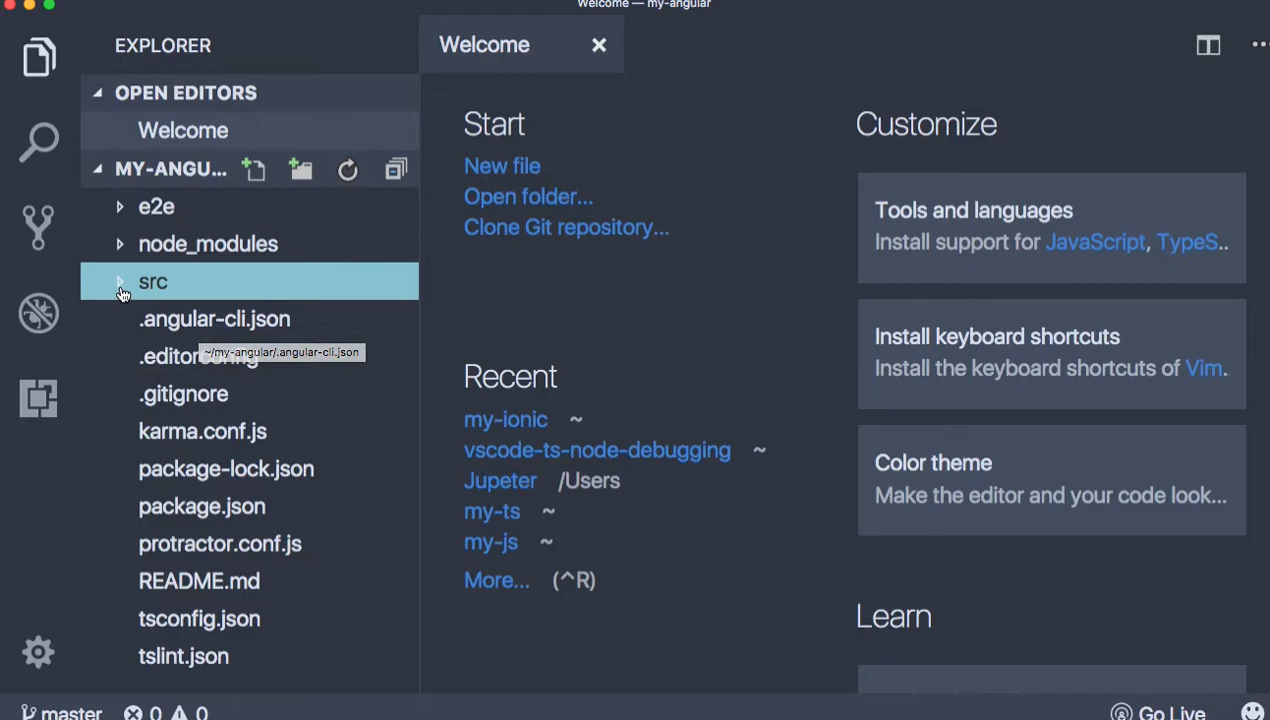 Welcome — my-angular
EXPLORER
OPEN EDITORS
Welcome
MY-ANGU...
e2e
node_modules
src
.angular-cli.json
~/my-angular/.angular-cli.json
.editorconfig
.gitignore
karma.conf.js
package-lock.json
package.json
protractor.conf.js
README.md
tsconfig.json
tslint.json
Welcome
Start
New file
Open folder...
Clone Git repository...
Recent
my-ionic ~
vscode-ts-node-debugging ~
Jupeter /Users
my-ts ~
my-js ~
More... (^R)
Customize
Tools and languages
Install support for JavaScript, TypeS..
Install keyboard shortcuts
Install the keyboard shortcuts of Vim.
Color theme
Make the editor and your code look...
Learn
master 0 0
Go Live